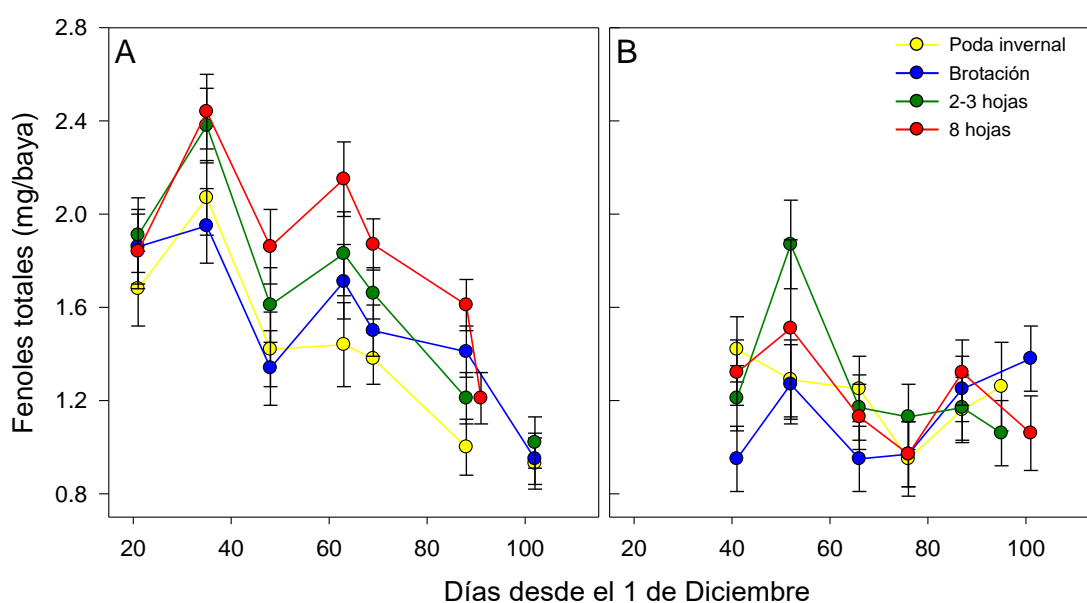 2.8
2.4
2.0
1.6
1.2
0.8
Fenoles totales (mg/baya)
A
B
Poda invernal
Brotación
2-3 hojas
8 hojas
20 40 60 80 100 20 40 60 80 100
Días desde el 1 de Diciembre